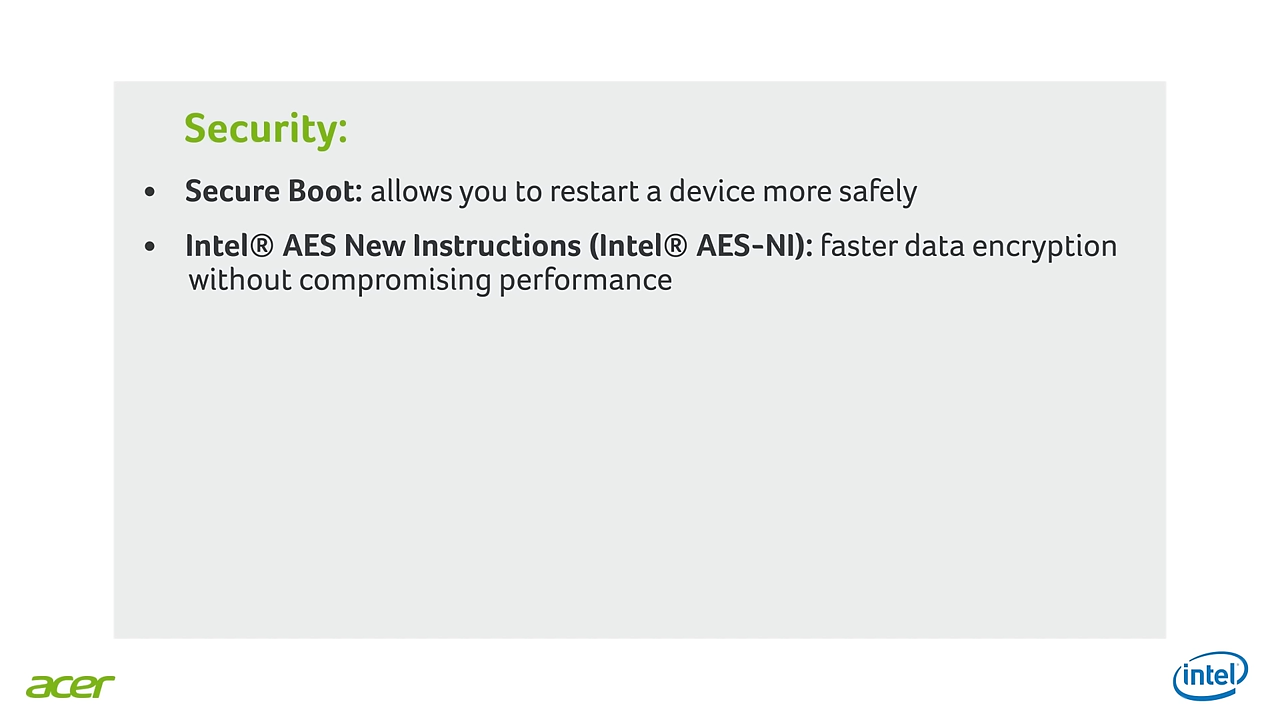 Security:
• Secure Boot: allows you to restart a device more safely
• Intel® AES New Instructions (Intel® AES-NI): faster data encryption
without compromising performance
acer
intel